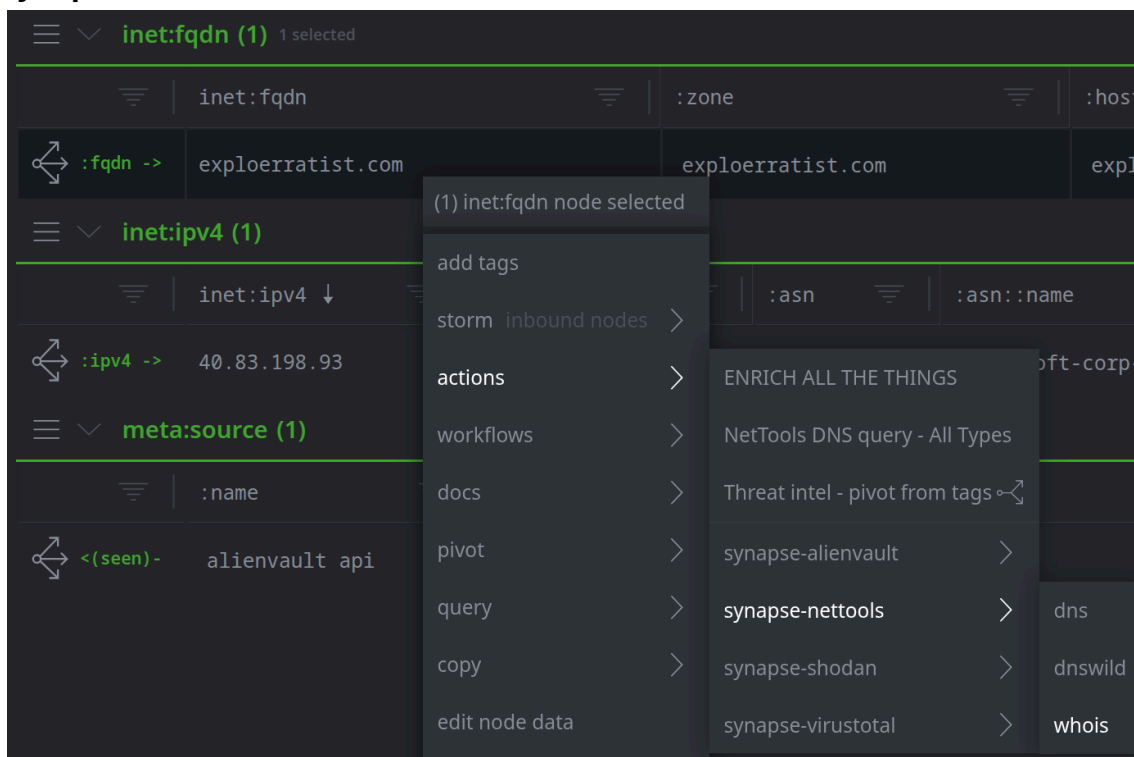 inet:fqdn (1) 1 selected
inet:fqdn :zone :host
:fqdn -> exploerratist.com exploerratist.com expl
(1) inet:fqdn node selected
inet:ipv4 (1)
add tags
inet:ipv4 ↓ :asn :asn::name
storm inbound nodes
:ipv4 -> 40.83.198.93 oft-corp-
actions ENRICH ALL THE THINGS
meta:source (1)
workflows NetTools DNS query - All Types
:name
docs Threat intel - pivot from tags
<(seen)- alienvault api
pivot synapse-alienvault
query synapse-nettools dns
copy synapse-shodan dnswild
edit node data synapse-virustotal whois